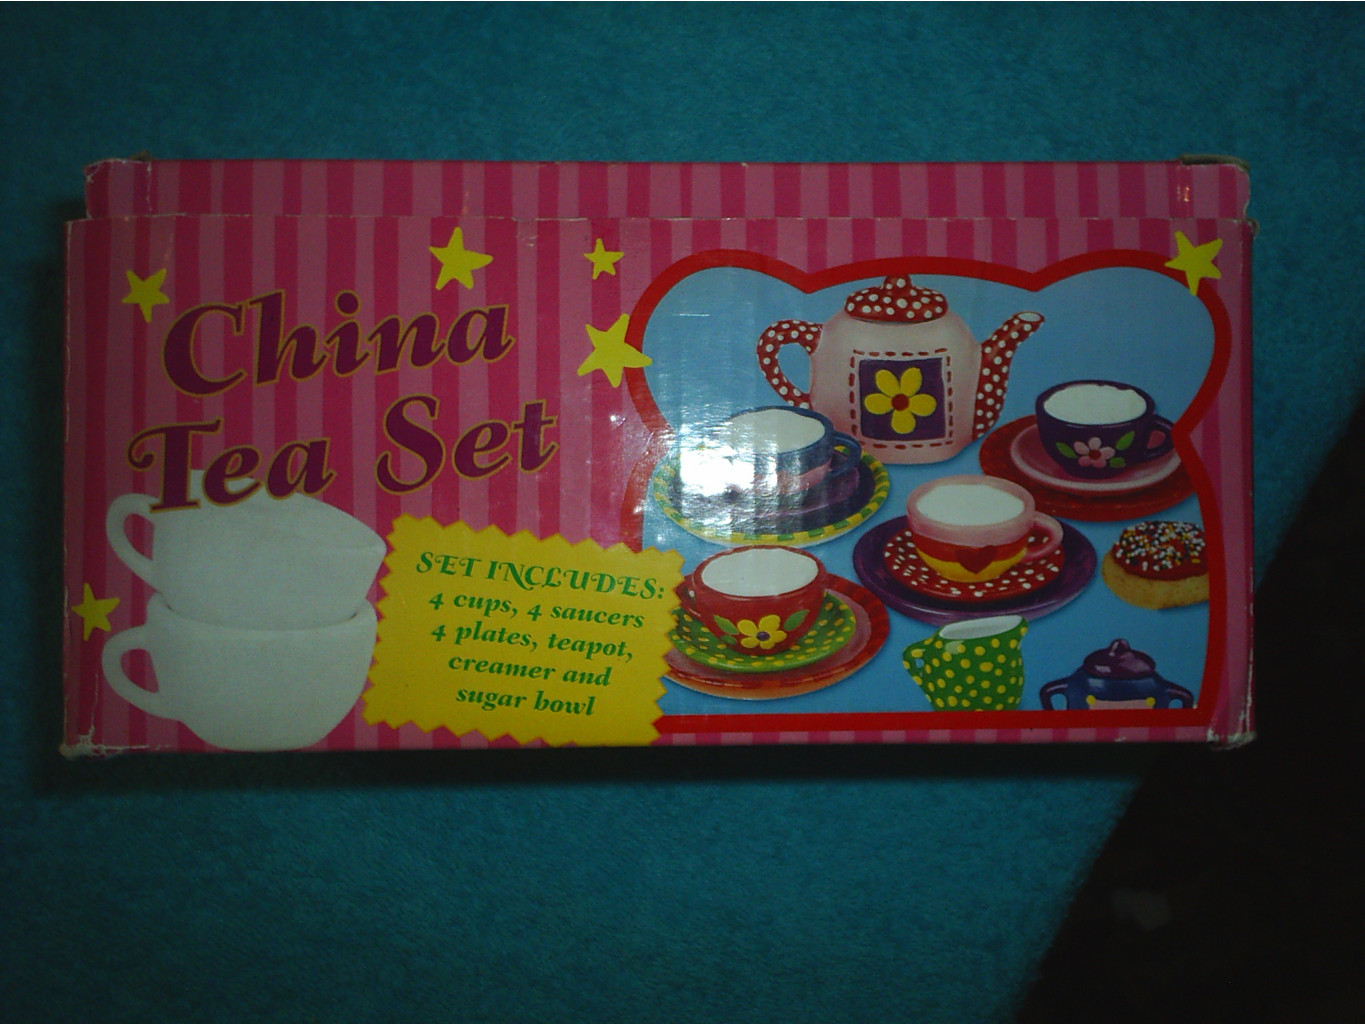 China
Tea Set
SET INCLUDES:
4 cups, 4 saucers
4 plates, teapot,
creamer and
sugar bowl